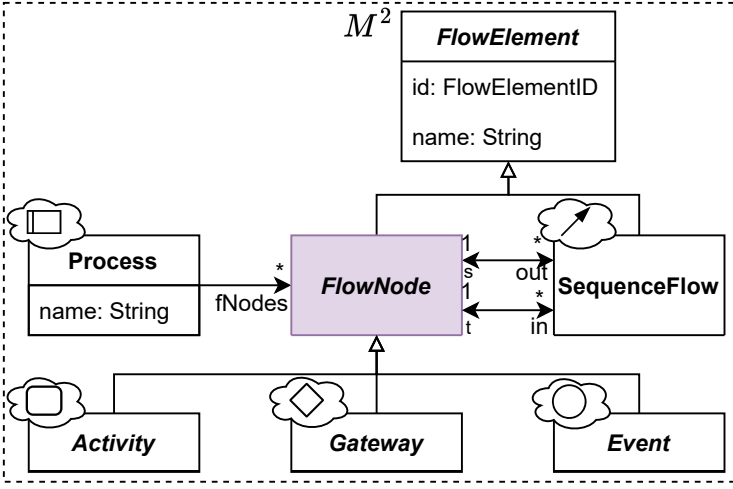 M²
FlowElement
id: FlowElementID
name: String
Process
name: String
*
fNodes
FlowNode
1
s
*
out
1
t
*
in
SequenceFlow
Activity
Gateway
Event